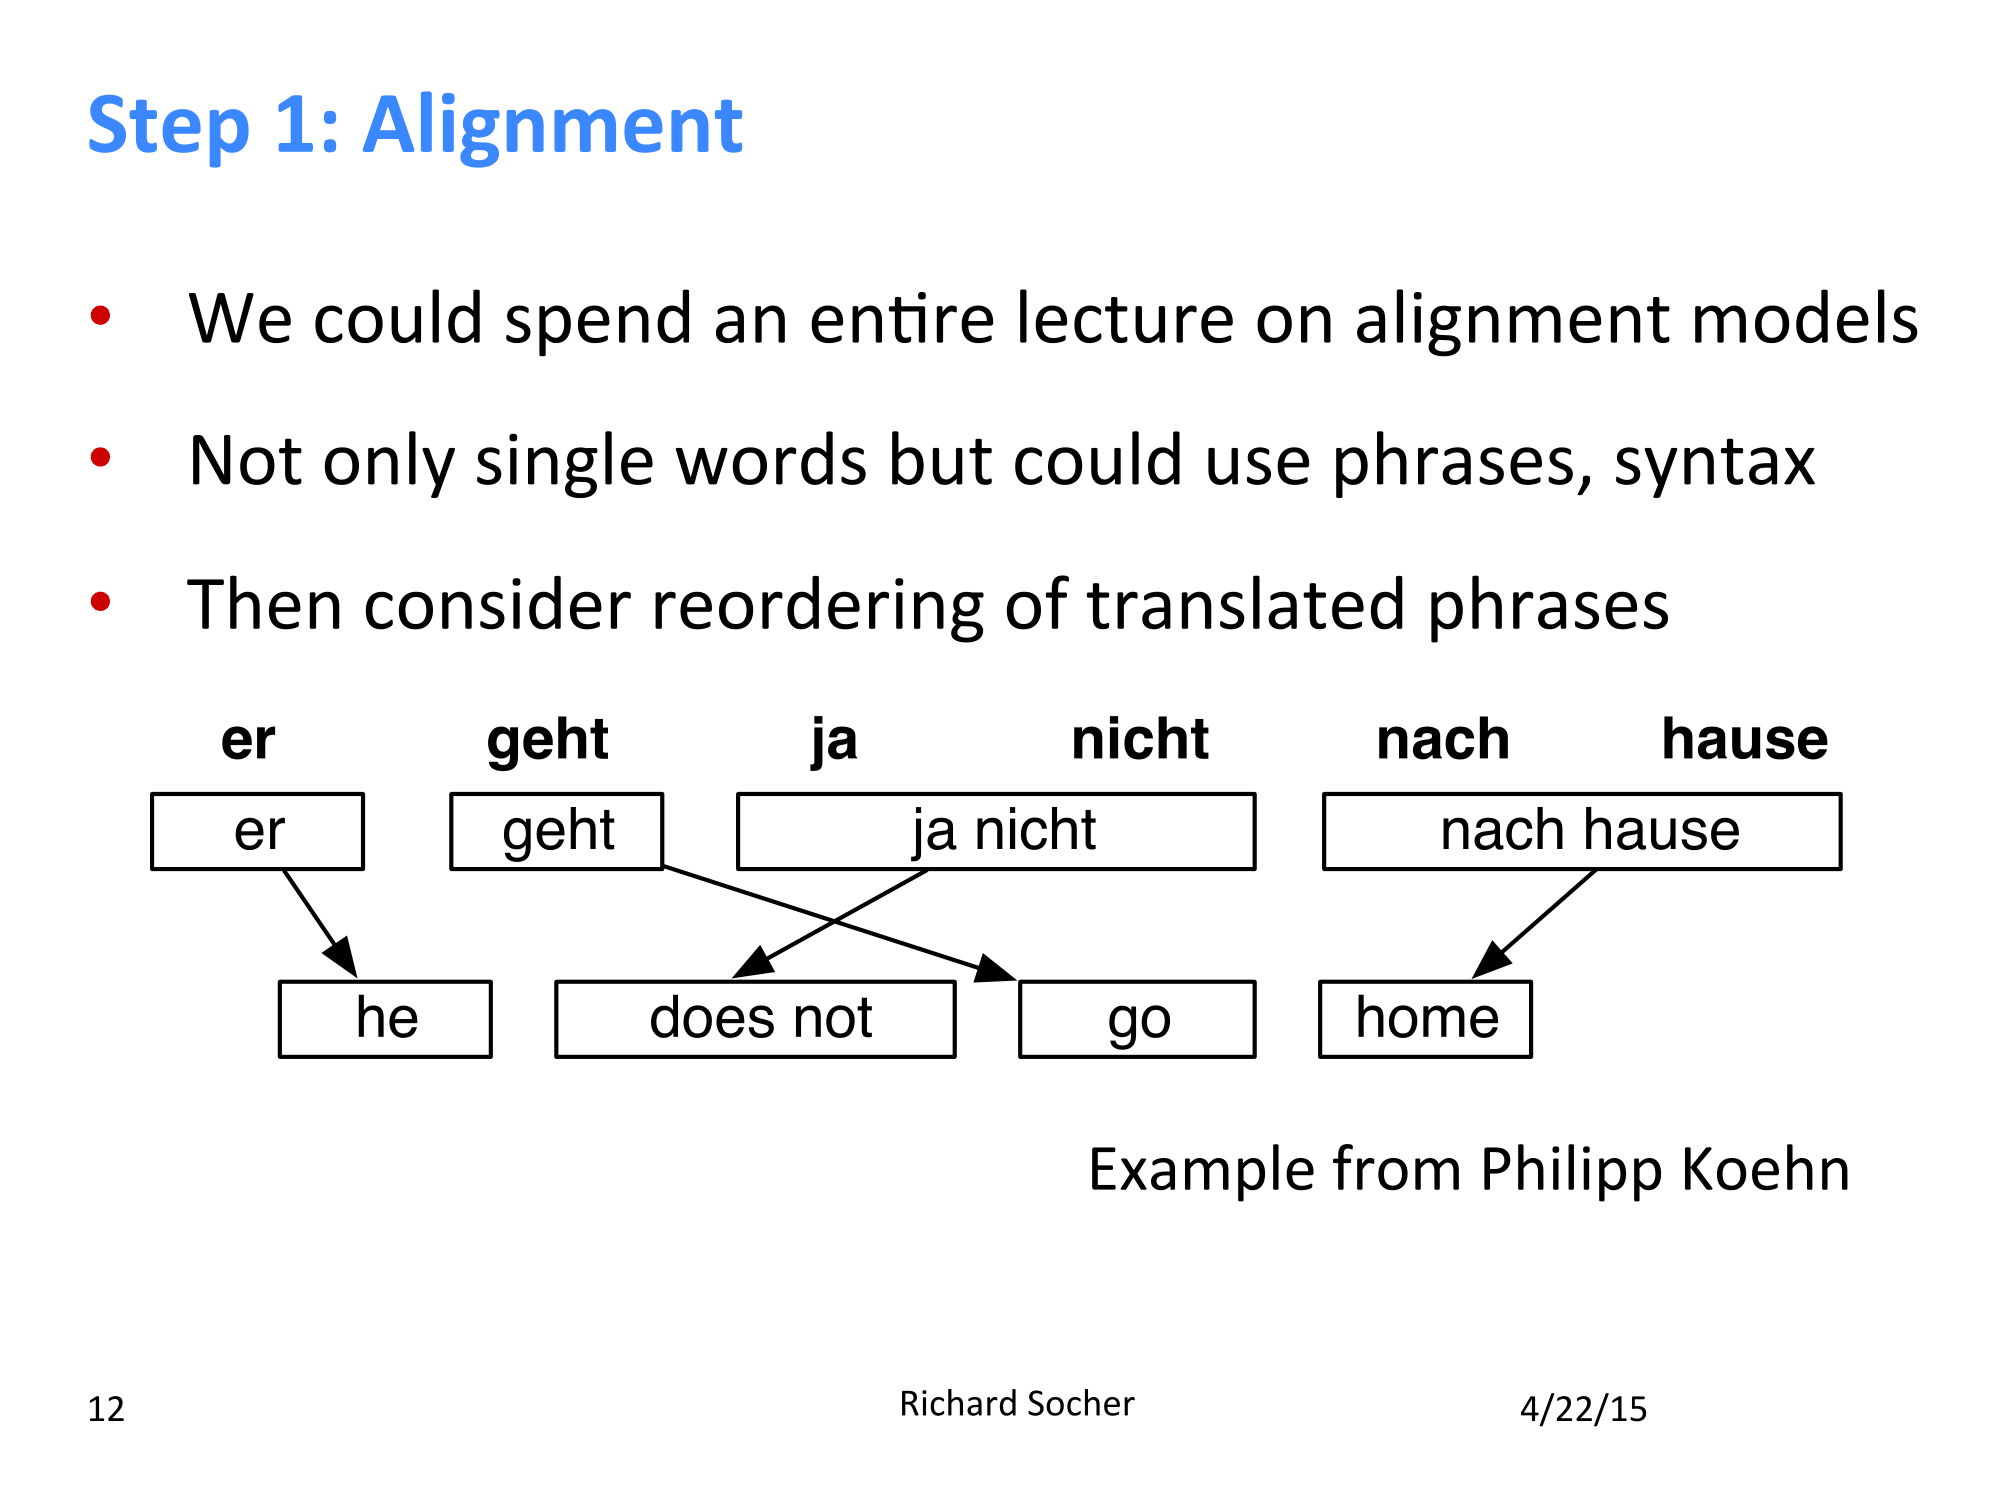 Step 1: Alignment
• We could spend an entire lecture on alignment models
• Not only single words but could use phrases, syntax
• Then consider reordering of translated phrases
er geht ja nicht nach hause
er geht ja nicht nach hause
he does not go home
Example from Philipp Koehn
12 Richard Socher 4/22/15